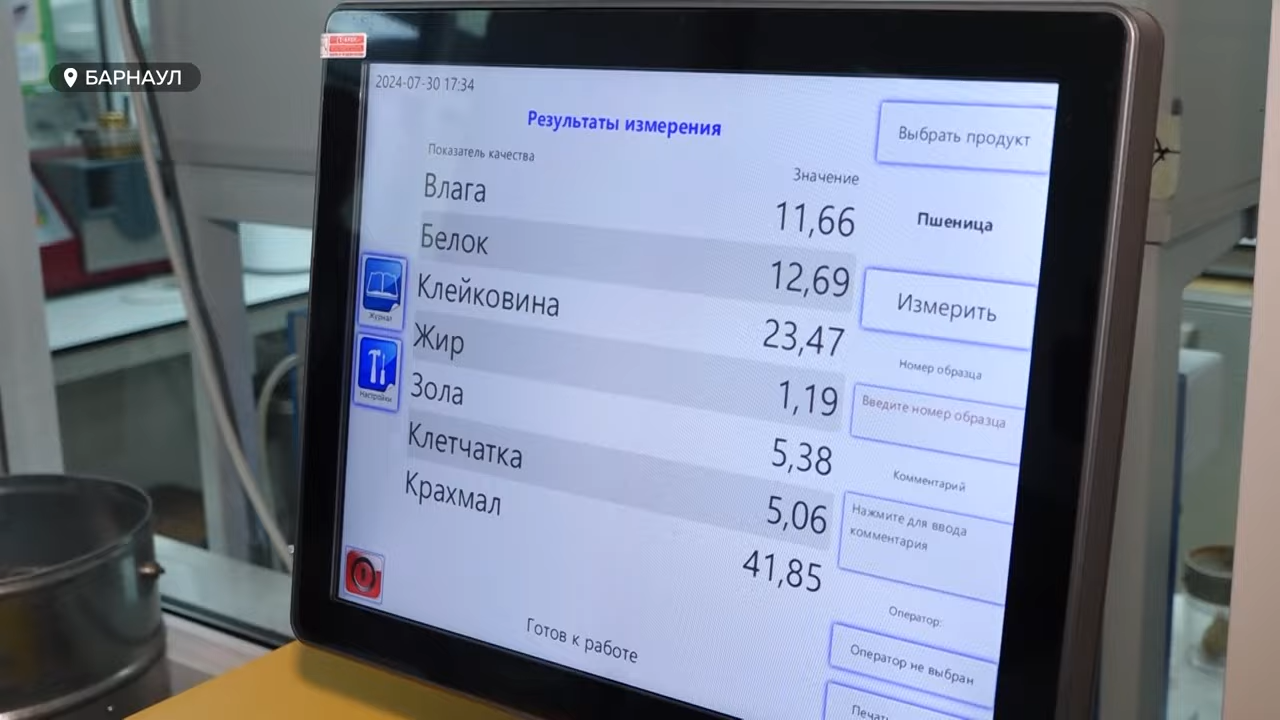 БАРНАУЛ
2024-07-30 17:34
Результаты измерения
Выбрать продукт
Показатель качества
Значение
Влага 11,66
Пшеница
Белок 12,69
Измерить
Клейковина 23,47
Номер образца
Жир 1,19
Введите номер образца
Зола 5,38
Комментарий
Клетчатка 5,06
Нажмите для ввода
комментария
Крахмал 41,85
Журнал
Настройки
Оператор:
Готов к работе
Оператор не выбран